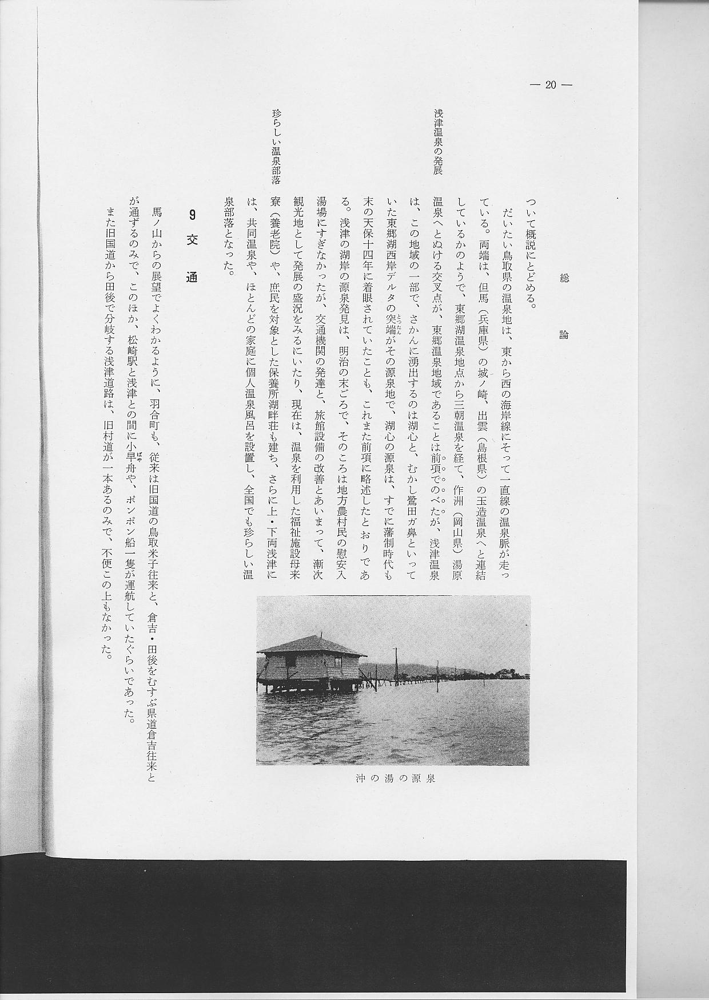 ― 20 ―
総論
ついて概説にとどめる。
だいたい鳥取県の温泉地は、東から西の海岸線にそって一直線の温泉脈が走っ
ている。両端は、但馬（兵庫県）の城ノ崎、出雲（島根県）の玉造温泉へと連結
しているかのようで、東郷湖温泉地点から三朝温泉を経て、作洲（岡山県）湯原
浅津温泉の発展
温泉へとぬける交叉点が、東郷温泉地域であることは前項でのべたが、浅津温泉
は、この地域の一部で、さかんに湧出するのは湖心と、むかし鷺田ガ鼻といって
いた東郷湖西岸デルタの突端がその源泉地で、湖心の源泉は、すでに藩制時代も
とったん
末の天保十四年に着眼されていたことも、これまた前項に略述したとおりであ
る。浅津の湖岸の源泉発見は、明治の末ごろで、そのころは地方農村民の慰安入
湯場にすぎなかったが、交通機関の発達と、旅館設備の改善とあいまって、漸次
観光地として発展の盛況をみるにいたり、現在は、温泉を利用した福祉施設母来
珍らしい温泉部落
寮（養老院）や、庶民を対象とした保養所湖畔荘も建ち、さらに上・下両浅津に
は、共同温泉や、ほとんどの家庭に個人温泉風呂を設置し、全国でも珍らしい温
泉部落となった。
沖の湯の源泉
9 交通
馬ノ山からの展望でよくわかるように、羽合町も、従来は旧国道の鳥取米子往来と、倉吉・田後をむすぶ県道倉吉往来と
が通ずるのみで、このほか、松崎駅と浅津との間に小早舟や、ポンポン船一隻が運航していたぐらいであった。
ばや
また旧国道から田後で分岐する浅津道路は、旧村道が一本あるのみで、不便この上もなかった。